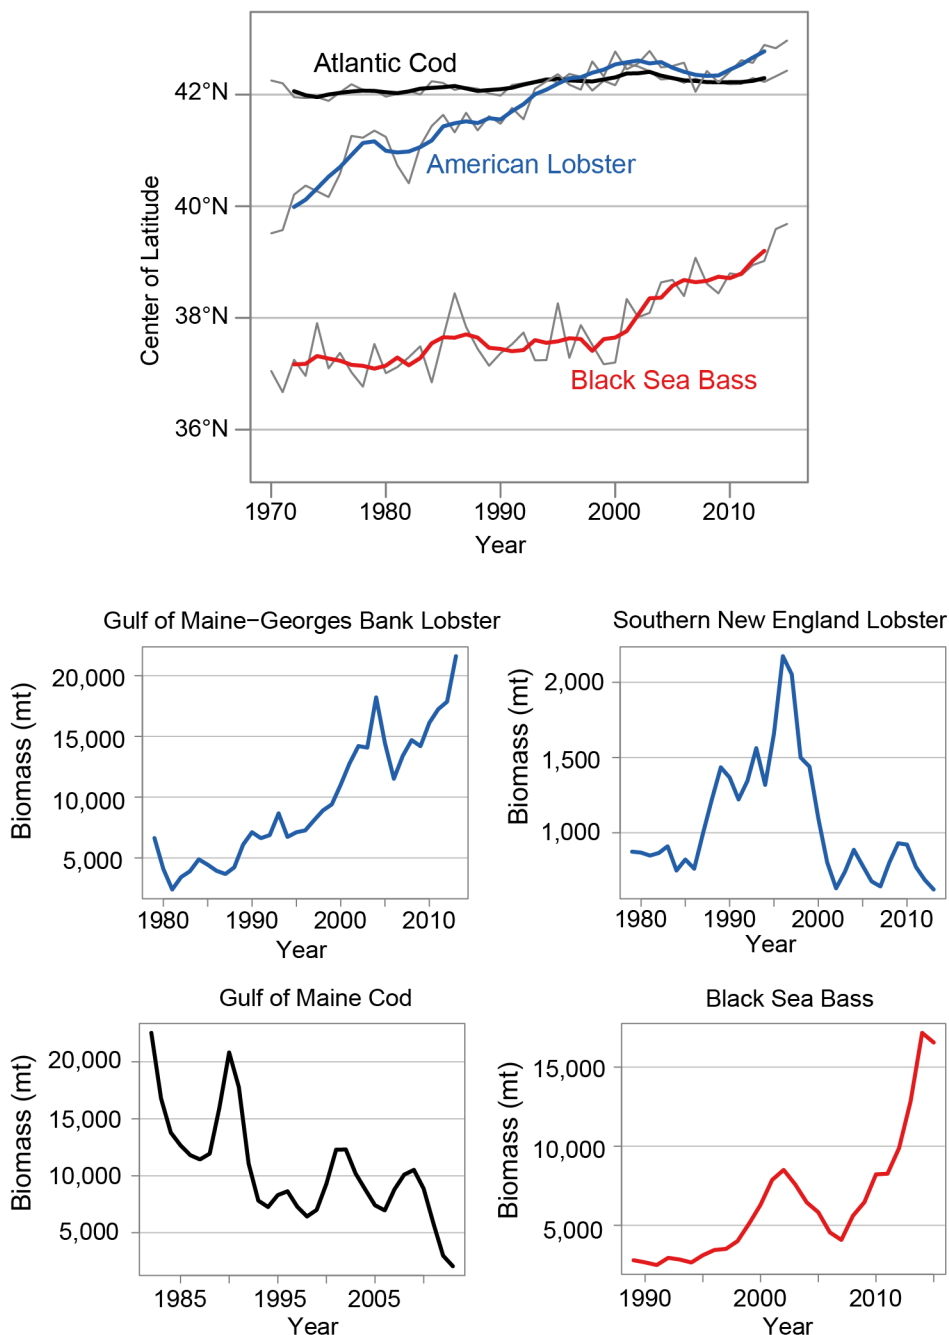 Atlantic Cod
American Lobster
Black Sea Bass
Center of Latitude
42°N
40°N
38°N
36°N
1970 1980 1990 2000 2010
Year
Gulf of Maine−Georges Bank Lobster
Biomass (mt)
20,000
15,000
10,000
5,000
1980 1990 2000 2010
Year
Southern New England Lobster
Biomass (mt)
2,000
1,500
1,000
1980 1990 2000 2010
Year
Gulf of Maine Cod
Biomass (mt)
20,000
15,000
10,000
5,000
1985 1995 2005
Year
Black Sea Bass
Biomass (mt)
15,000
10,000
5,000
1990 2000 2010
Year